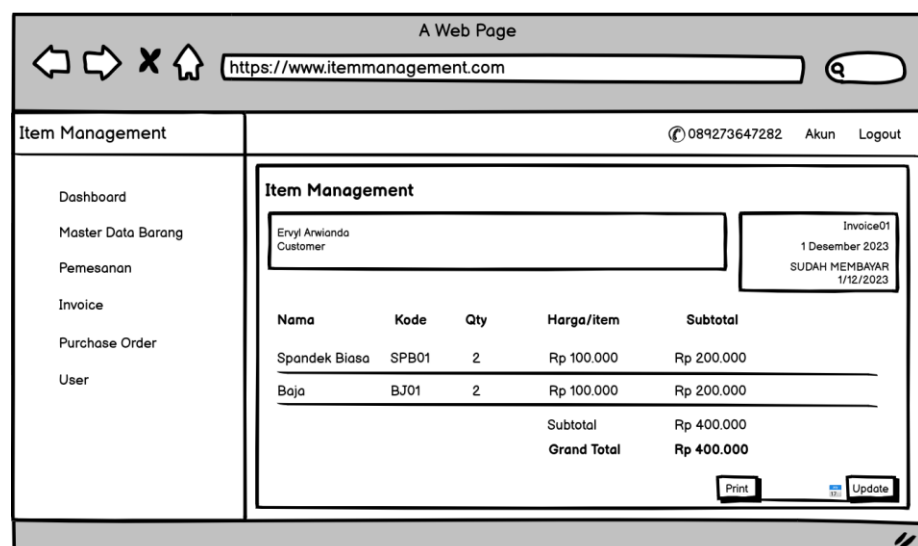 A Web Page
https://www.itemmanagement.com
Item Management
089273647282 Akun Logout
Dashboard
Master Data Barang
Pemesanan
Invoice
Purchase Order
User
Item Management
Ervyl Arwianda
Customer
Invoice01
1 Desember 2023
SUDAH MEMBAYAR
1/12/2023
Nama Kode Qty Harga/item Subtotal
Spandek Biasa SPB01 2 Rp 100.000 Rp 200.000
Baja BJ01 2 Rp 100.000 Rp 200.000
Subtotal Rp 400.000
Grand Total Rp 400.000
Print Update